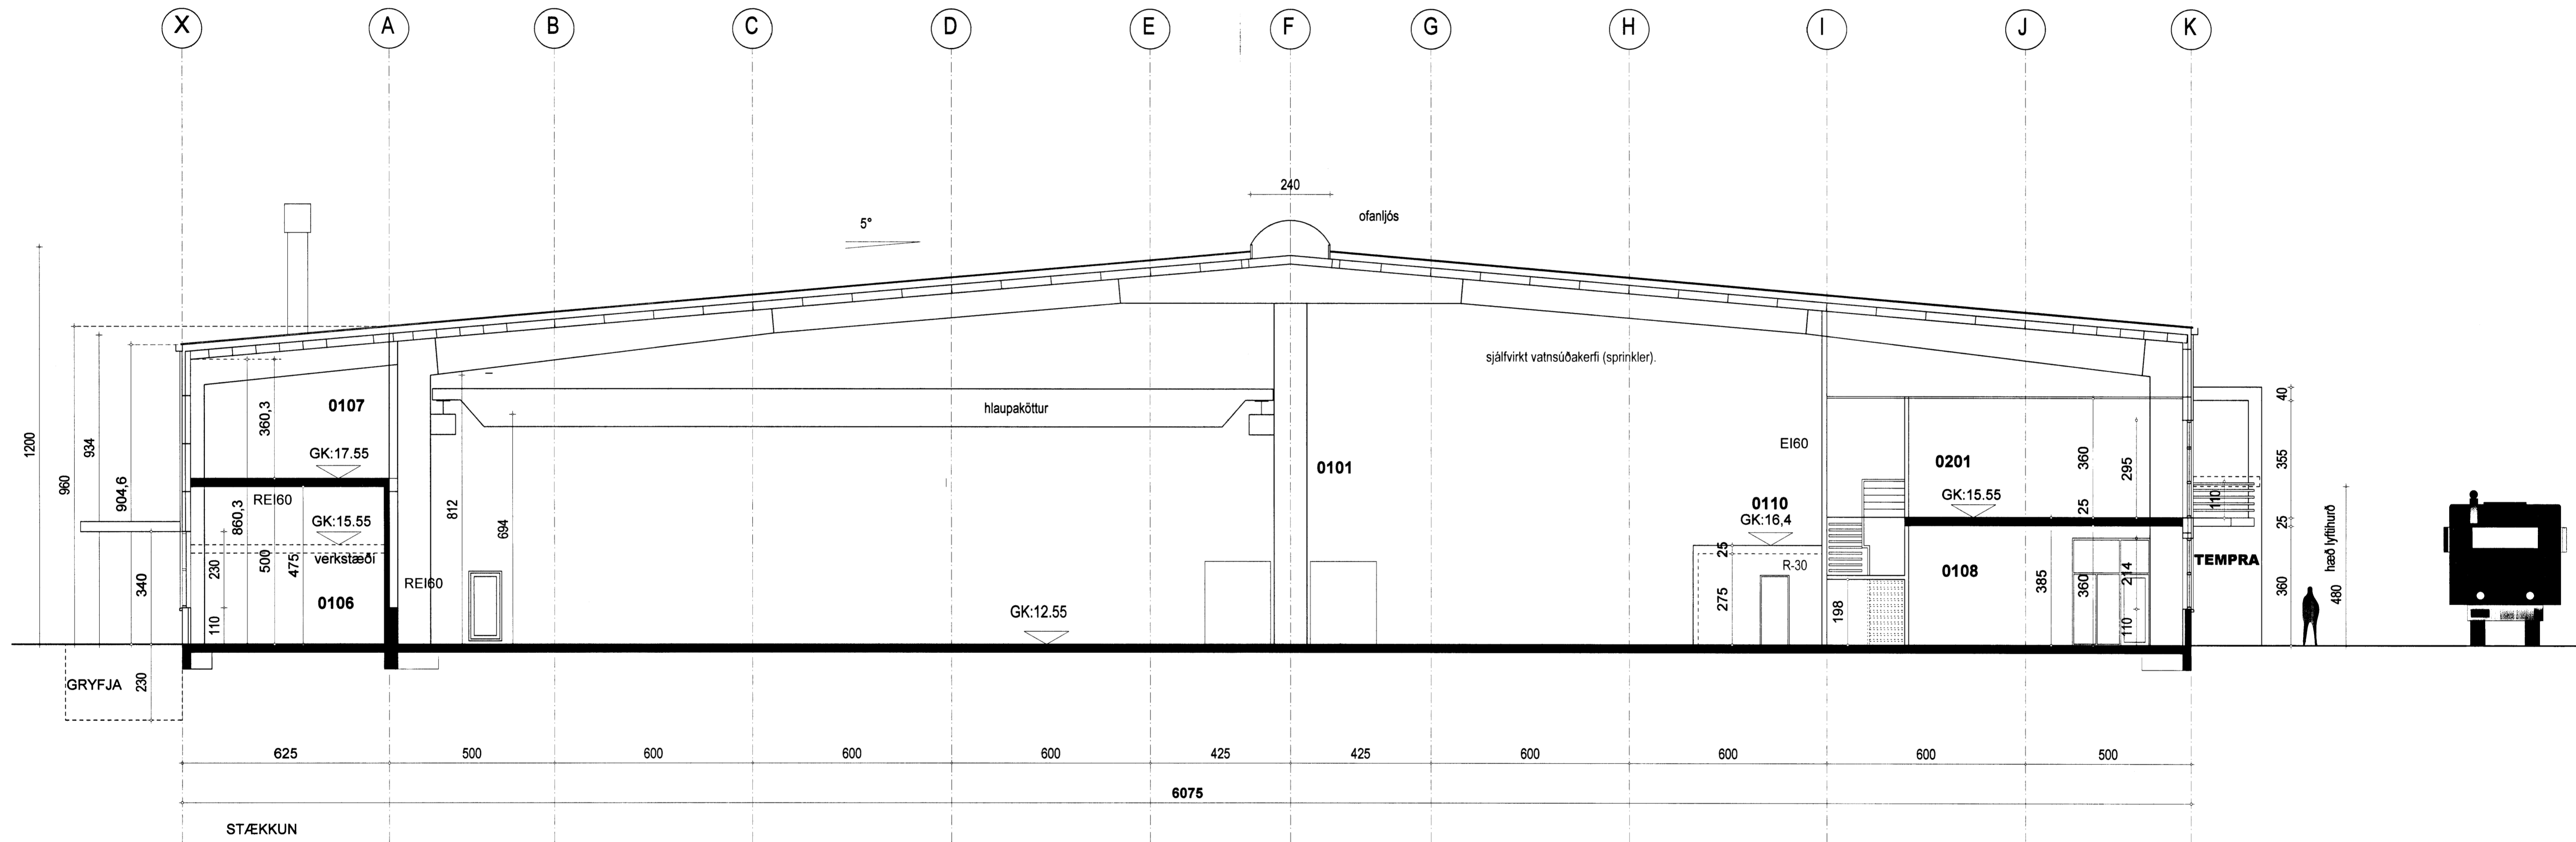 X A B C D E F G H I J K
240
5°
ofanljós
sjálfvirkt vatnsúðakerfi (sprinkler).
hlaupaköttur
1200
960
934
904,6
340
860,3
360,3
500
475
230
110
0107
GK:17.55
REI60
GK:15.55
verkstæði
0106
REI60
812
694
GK:12.55
0101
EI60
0110
GK:16,4
25
R-30
275
198
0201
GK:15.55
0108
360
295
25
385
360
214
110
110
40
355
25
360
TEMPRA
480 hæð lyftihurð
GRYFJA
230
625 500 600 600 600 425 425 600 600 600 500
6075
STÆKKUN